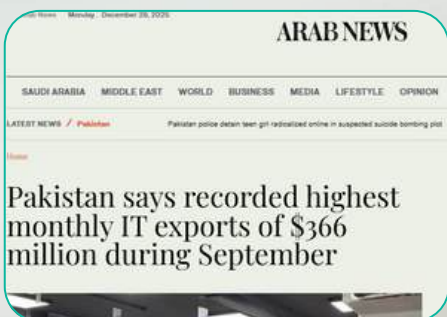 Arab News Monday . December 29, 2025
ARAB NEWS
SAUDI ARABIA MIDDLE EAST WORLD BUSINESS MEDIA LIFESTYLE OPINION
LATEST NEWS / Pakistan Pakistan police detain teen girl radicalized online in suspected suicide bombing plot
Home
Pakistan says recorded highest
monthly IT exports of $366
million during September